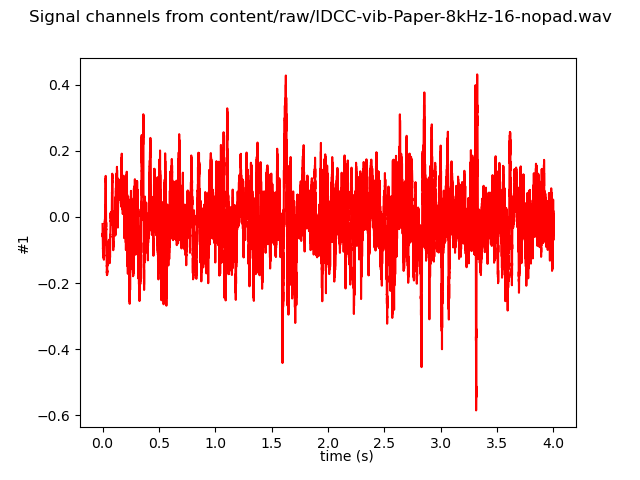 Signal channels from content/raw/IDCC-vib-Paper-8kHz-16-nopad.wav
0.4
0.2
0.0
−0.2
−0.4
−0.6
#1
0.0 0.5 1.0 1.5 2.0 2.5 3.0 3.5 4.0
time (s)